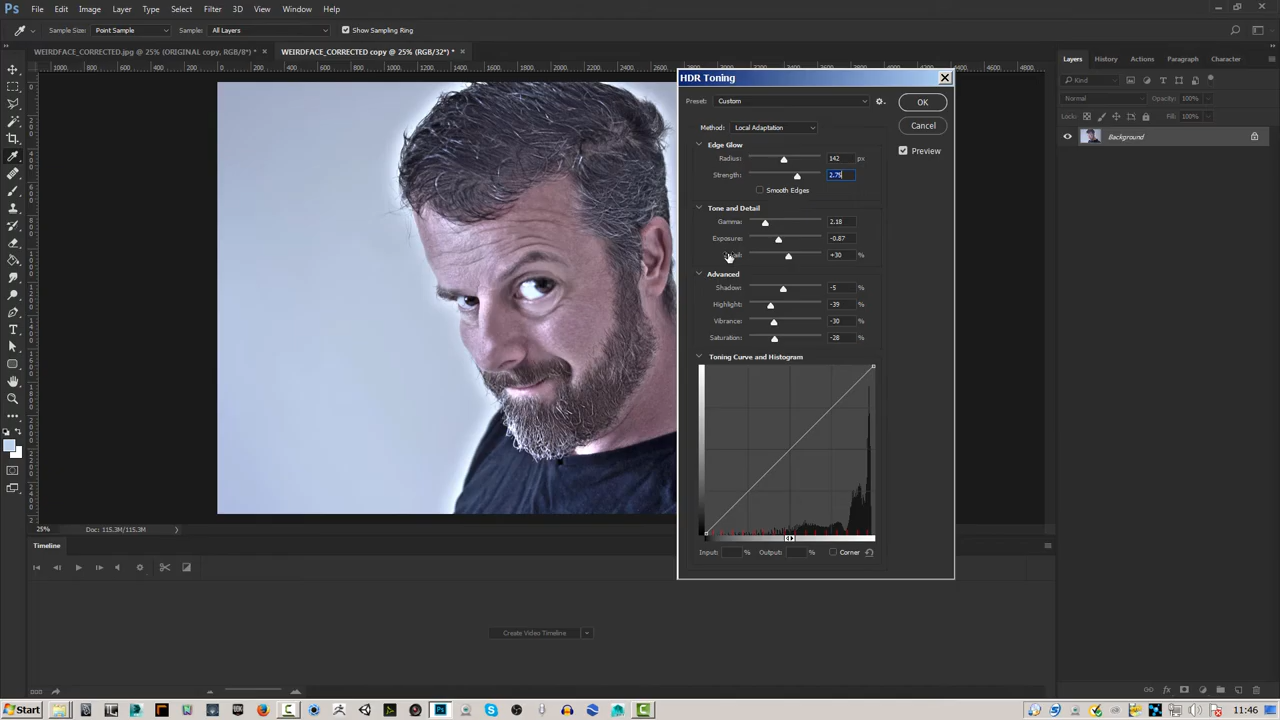 Ps File Edit Image Layer Type Select Filter 3D View Window Help
Sample Size: Point Sample Sample: All Layers Show Sampling Ring
WEIRDFACE_CORRECTED.jpg @ 25% (ORIGINAL copy, RGB/8*) * × WEIRDFACE_CORRECTED copy @ 25% (RGB/32*) * ×
HDR Toning
Preset: Custom
OK
Method: Local Adaptation
Cancel
Edge Glow
Preview
Radius: 142 px
Strength: 2.75
Smooth Edges
Tone and Detail
Gamma: 2.18
Exposure: -0.87
+30 %
Advanced
Shadow: -5 %
Highlight: -39 %
Vibrance: -30 %
Saturation: -28 %
Toning Curve and Histogram
Input: % Output: % Corner
Layers History Actions Properties Paragraph Character
Kind
Normal Opacity: 100%
Lock: Fill: 100%
Background
25% Doc: 115.3M/115.3M
Timeline
Create Video Timeline
Start 11:46